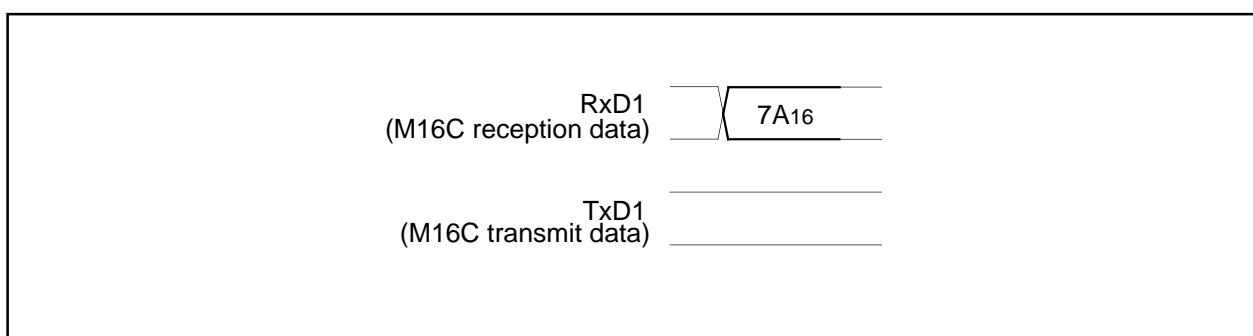 RxD1
(M16C reception data)
7A16
TxD1
(M16C transmit data)